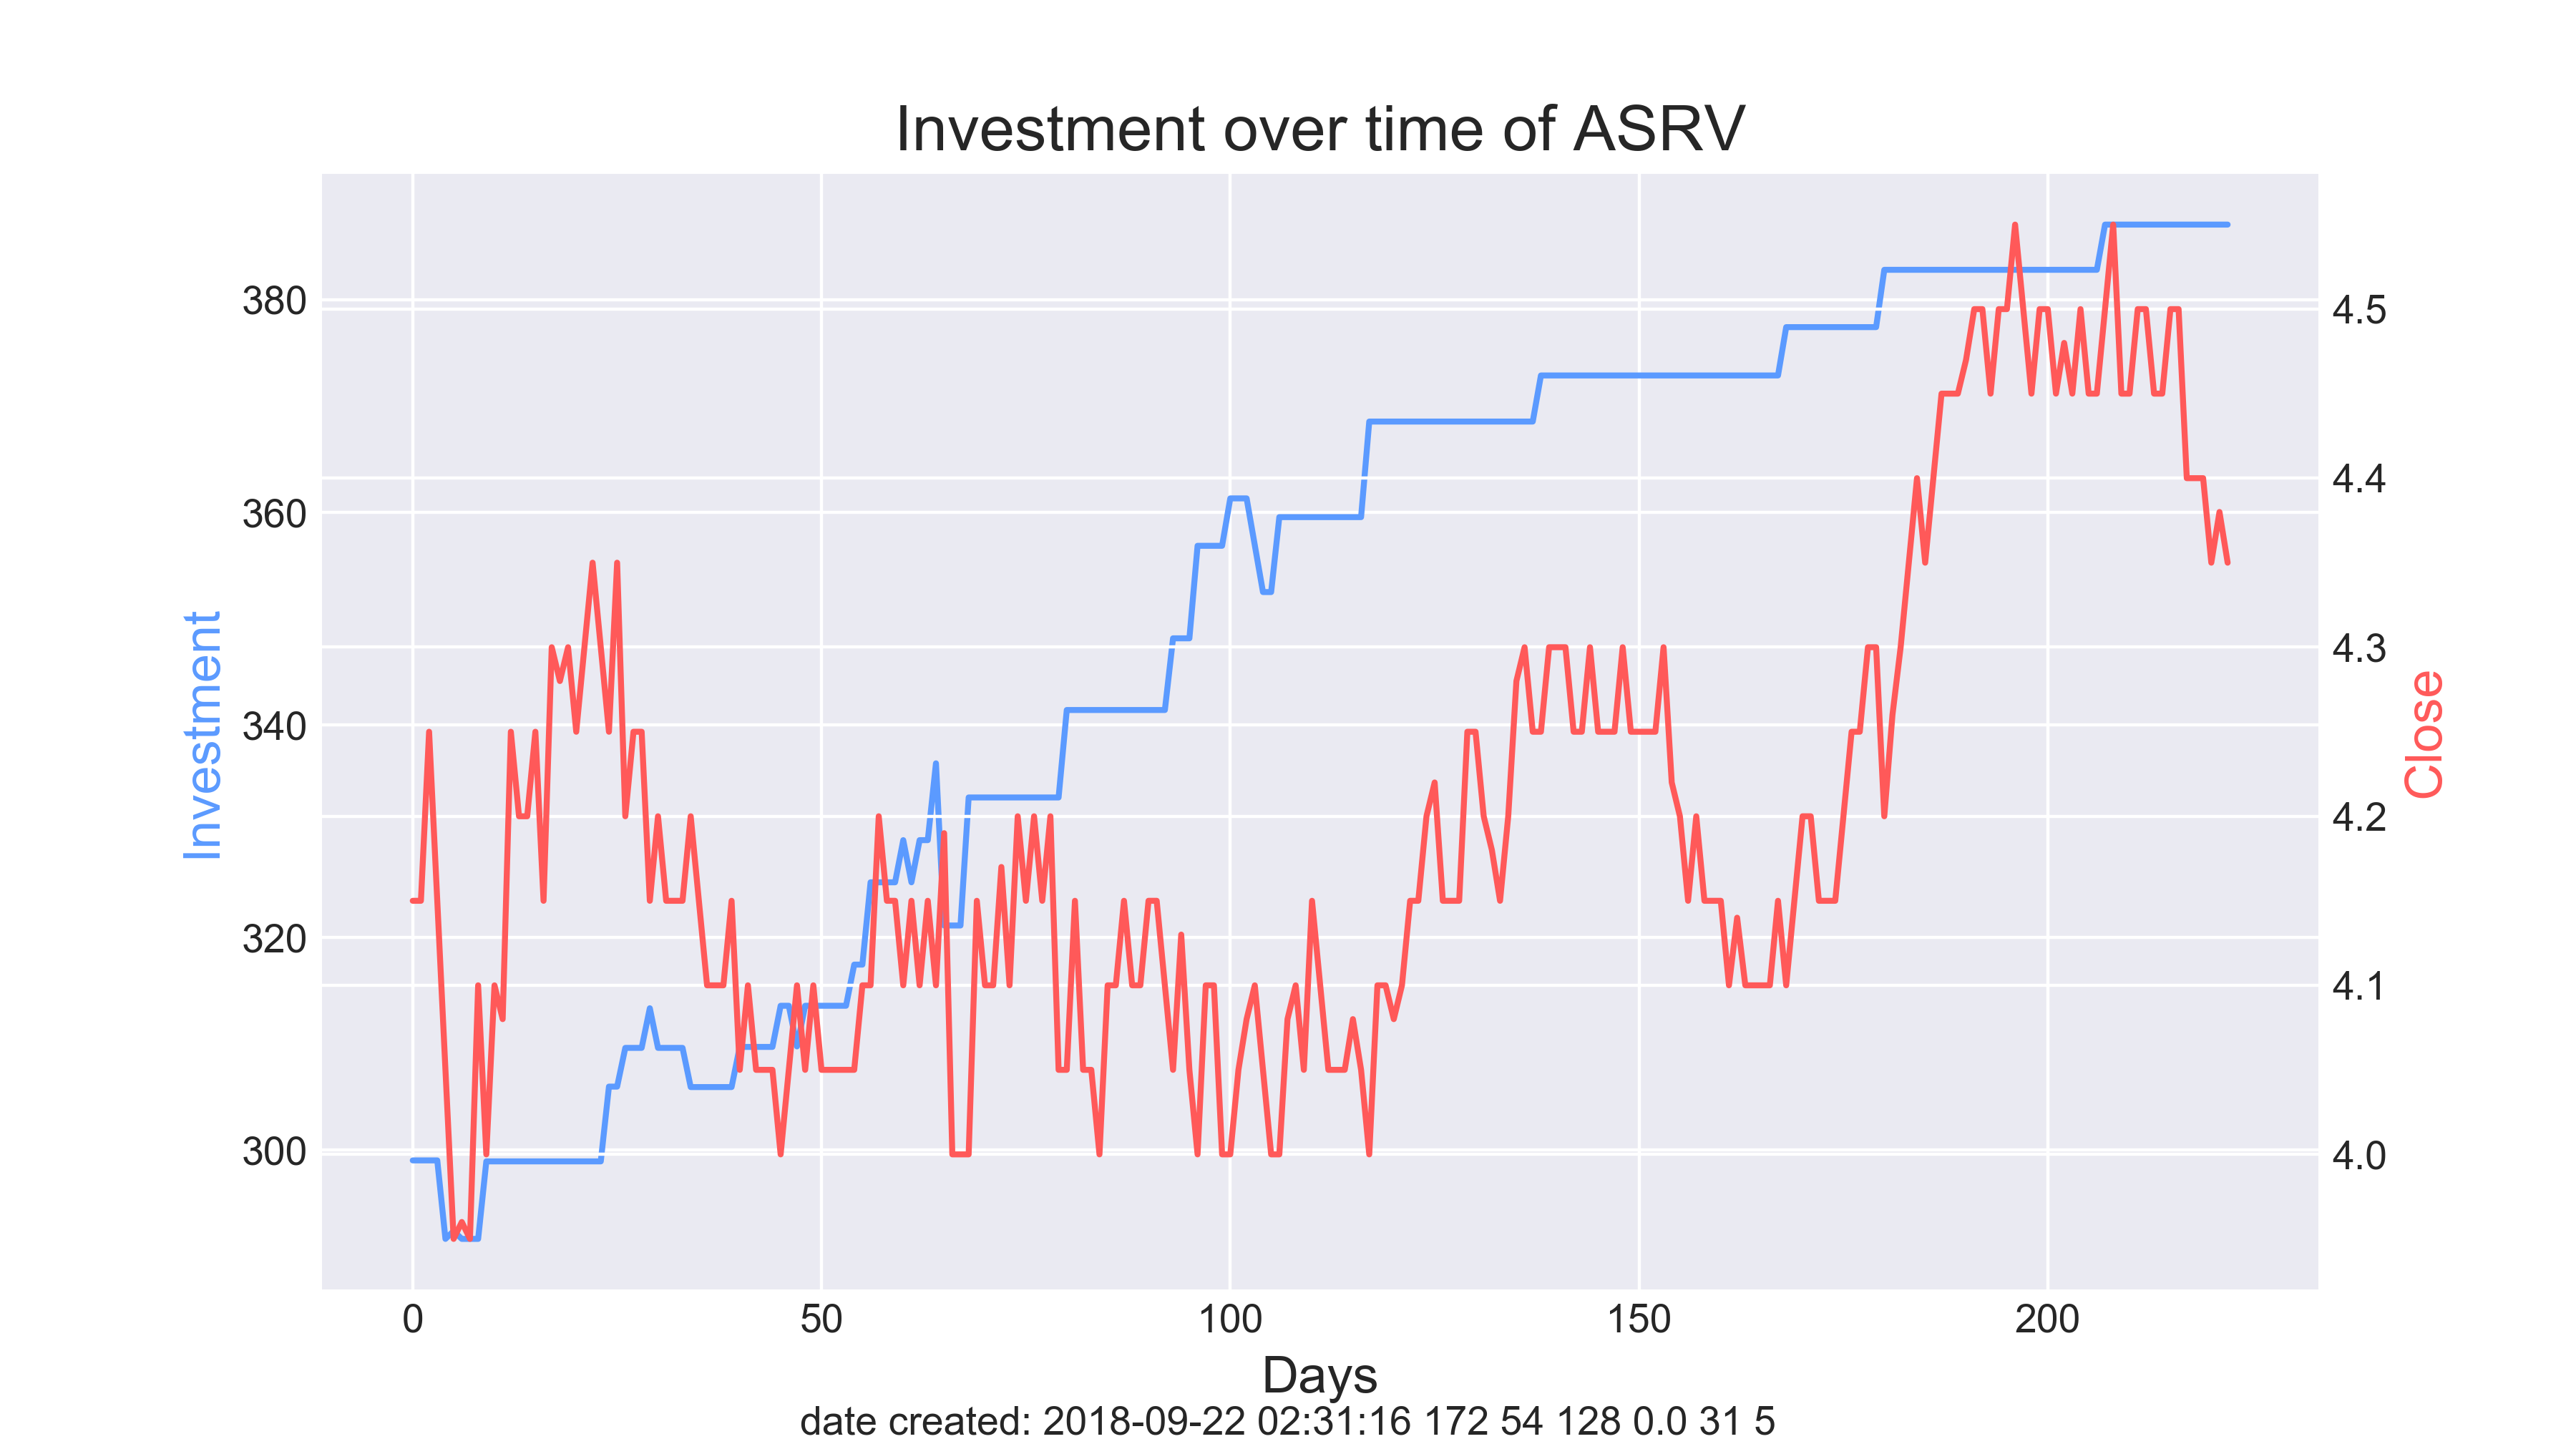 Investment over time of ASRV
Investment
380
360
340
320
300
4.5
4.4
4.3
4.2
4.1
4.0
Close
0 50 100 150 200
Days
date created: 2018-09-22 02:31:16 172 54 128 0.0 31 5